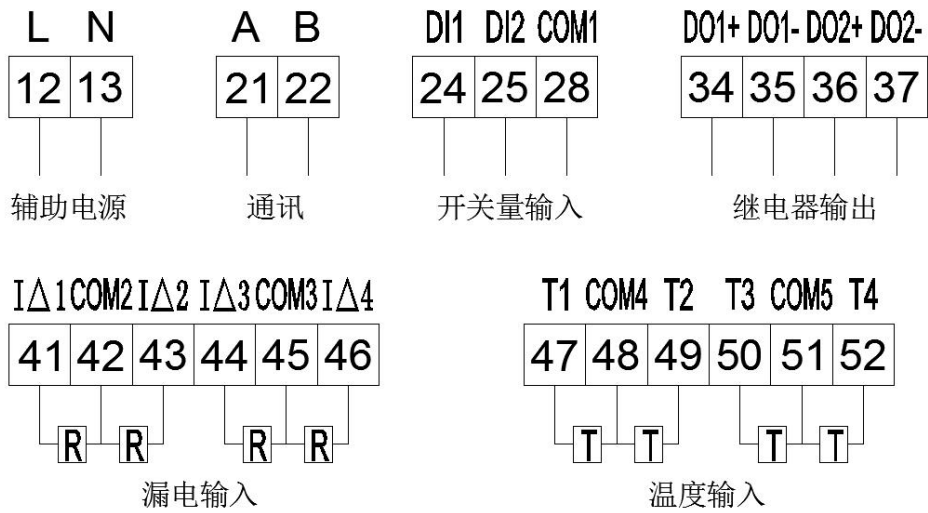 L N A B DI1 DI2 COM1 DO1+ DO1- DO2+ DO2-
12 13 21 22 24 25 28 34 35 36 37
辅助电源 通讯 开关量输入 继电器输出
I△1 COM2 I△2 I△3 COM3 I△4 T1 COM4 T2 T3 COM5 T4
41 42 43 44 45 46 47 48 49 50 51 52
R R R R T T T T
漏电输入 温度输入